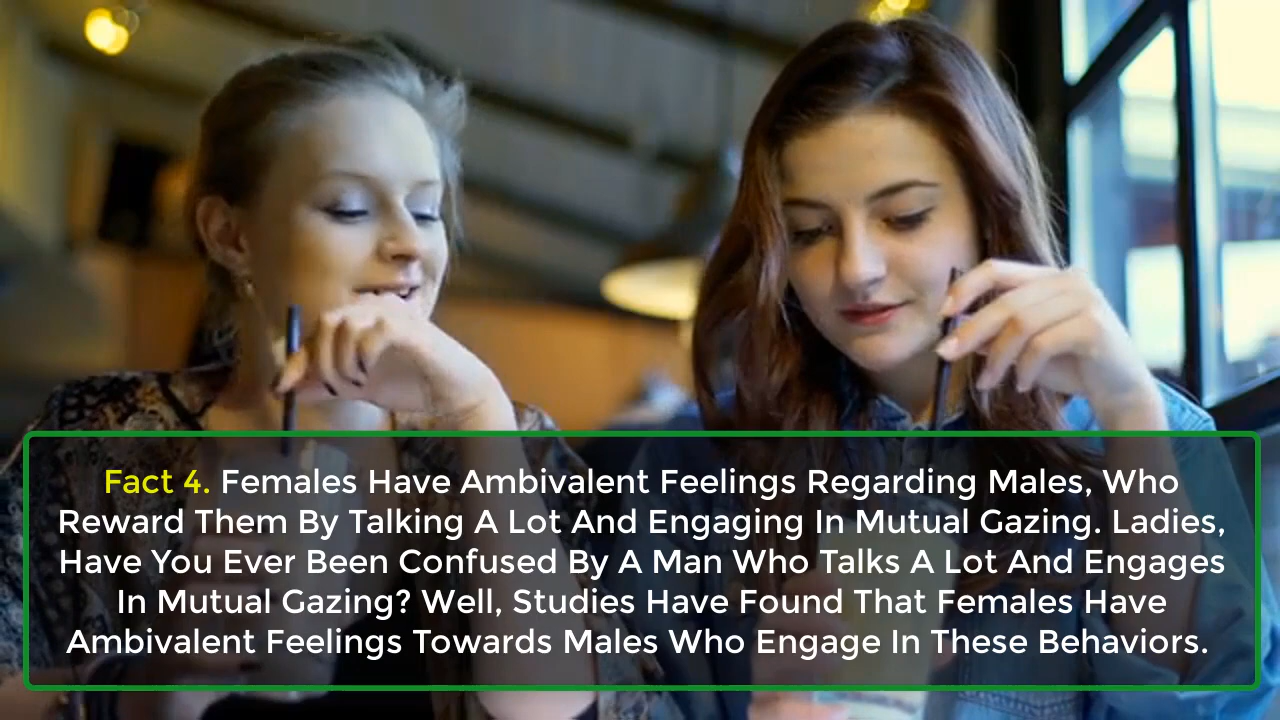 Fact 4. Females Have Ambivalent Feelings Regarding Males, Who
Reward Them By Talking A Lot And Engaging In Mutual Gazing. Ladies,
Have You Ever Been Confused By A Man Who Talks A Lot And Engages
In Mutual Gazing? Well, Studies Have Found That Females Have
Ambivalent Feelings Towards Males Who Engage In These Behaviors.